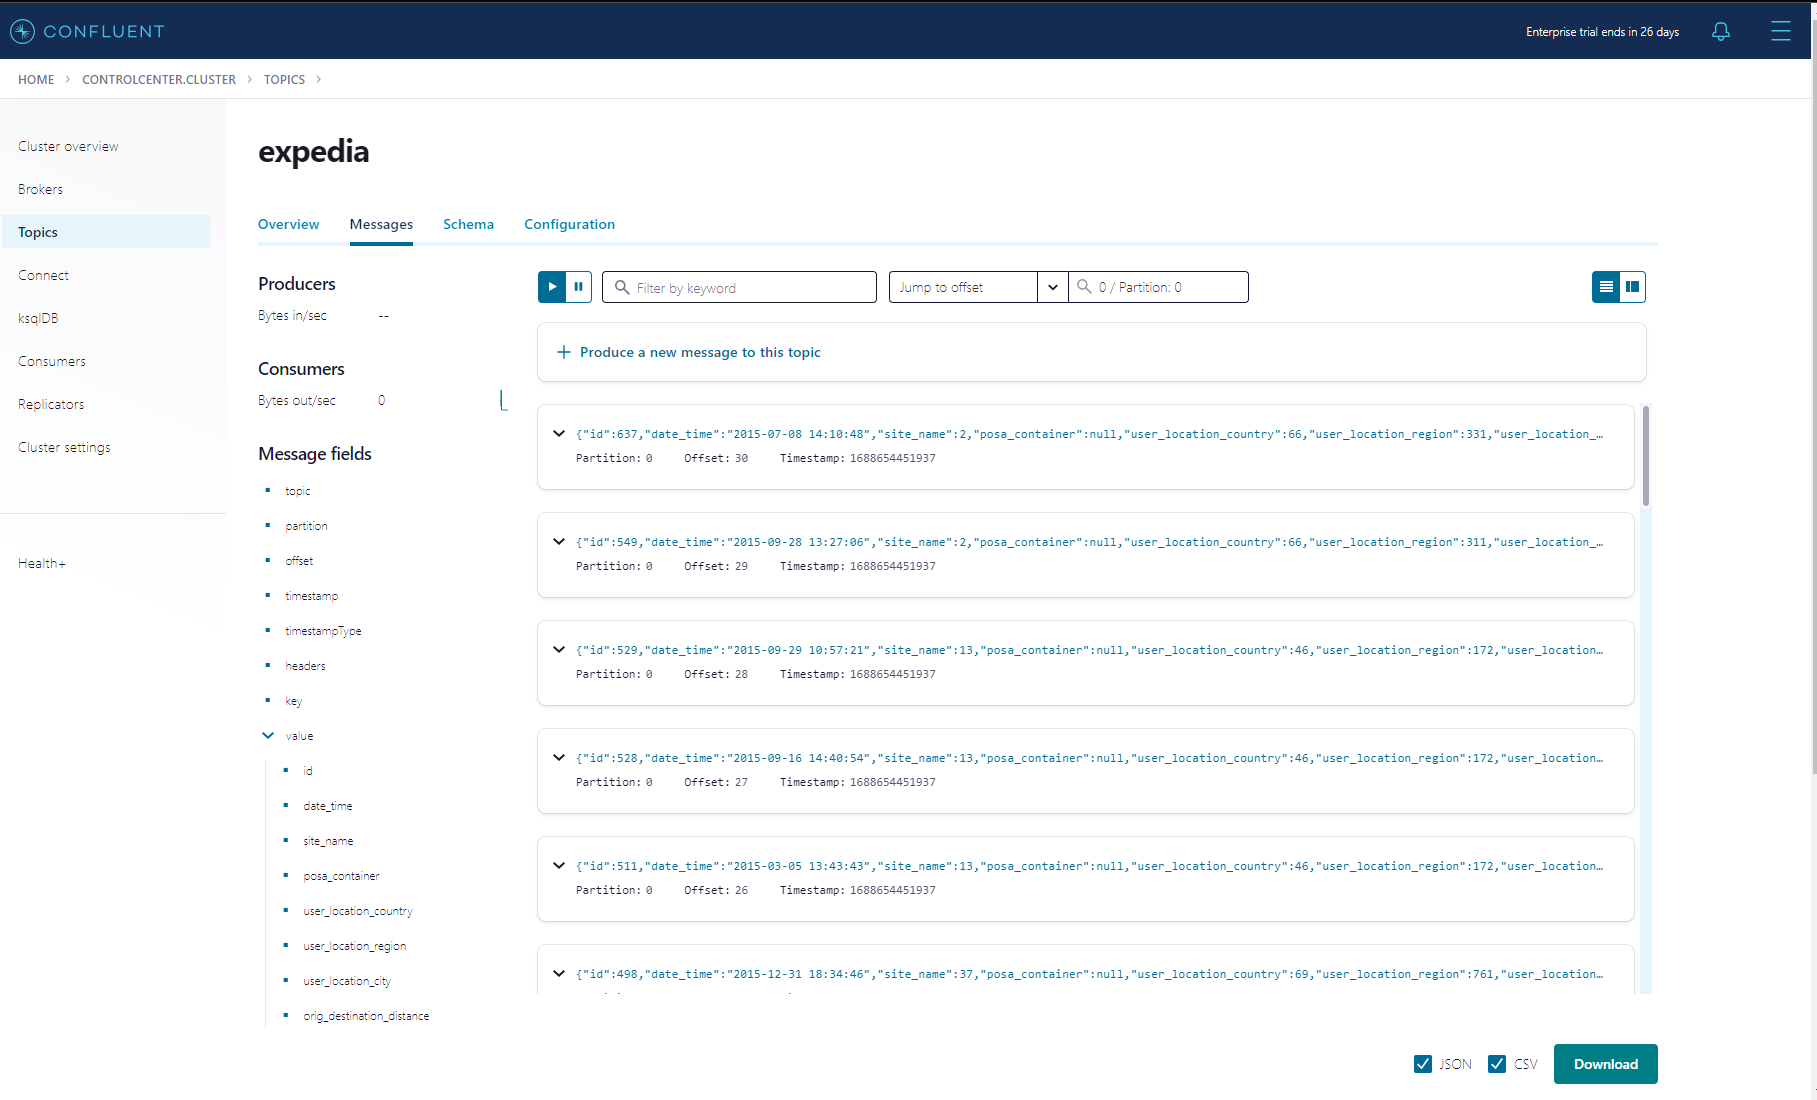 CONFLUENT
Enterprise trial ends in 26 days
HOME > CONTROLCENTER.CLUSTER > TOPICS >
Cluster overview
Brokers
Topics
Connect
ksqlDB
Consumers
Replicators
Cluster settings
Health+
expedia
Overview Messages Schema Configuration
Producers
Bytes in/sec --
Consumers
Bytes out/sec 0
Message fields
topic
partition
offset
timestamp
timestampType
headers
key
value
id
date_time
site_name
posa_container
user_location_country
user_location_region
user_location_city
orig_destination_distance
Filter by keyword
Jump to offset
0 / Partition: 0
+ Produce a new message to this topic
{"id":637,"date_time":"2015-07-08 14:10:48","site_name":2,"posa_container":null,"user_location_country":66,"user_location_region":331,"user_location_…
Partition: 0 Offset: 30 Timestamp: 1688654451937
{"id":549,"date_time":"2015-09-28 13:27:06","site_name":2,"posa_container":null,"user_location_country":66,"user_location_region":311,"user_location_…
Partition: 0 Offset: 29 Timestamp: 1688654451937
{"id":529,"date_time":"2015-09-29 10:57:21","site_name":13,"posa_container":null,"user_location_country":46,"user_location_region":172,"user_location…
Partition: 0 Offset: 28 Timestamp: 1688654451937
{"id":528,"date_time":"2015-09-16 14:40:54","site_name":13,"posa_container":null,"user_location_country":46,"user_location_region":172,"user_location…
Partition: 0 Offset: 27 Timestamp: 1688654451937
{"id":511,"date_time":"2015-03-05 13:43:43","site_name":13,"posa_container":null,"user_location_country":46,"user_location_region":172,"user_location…
Partition: 0 Offset: 26 Timestamp: 1688654451937
{"id":498,"date_time":"2015-12-31 18:34:46","site_name":37,"posa_container":null,"user_location_country":69,"user_location_region":761,"user_location…
JSON CSV Download